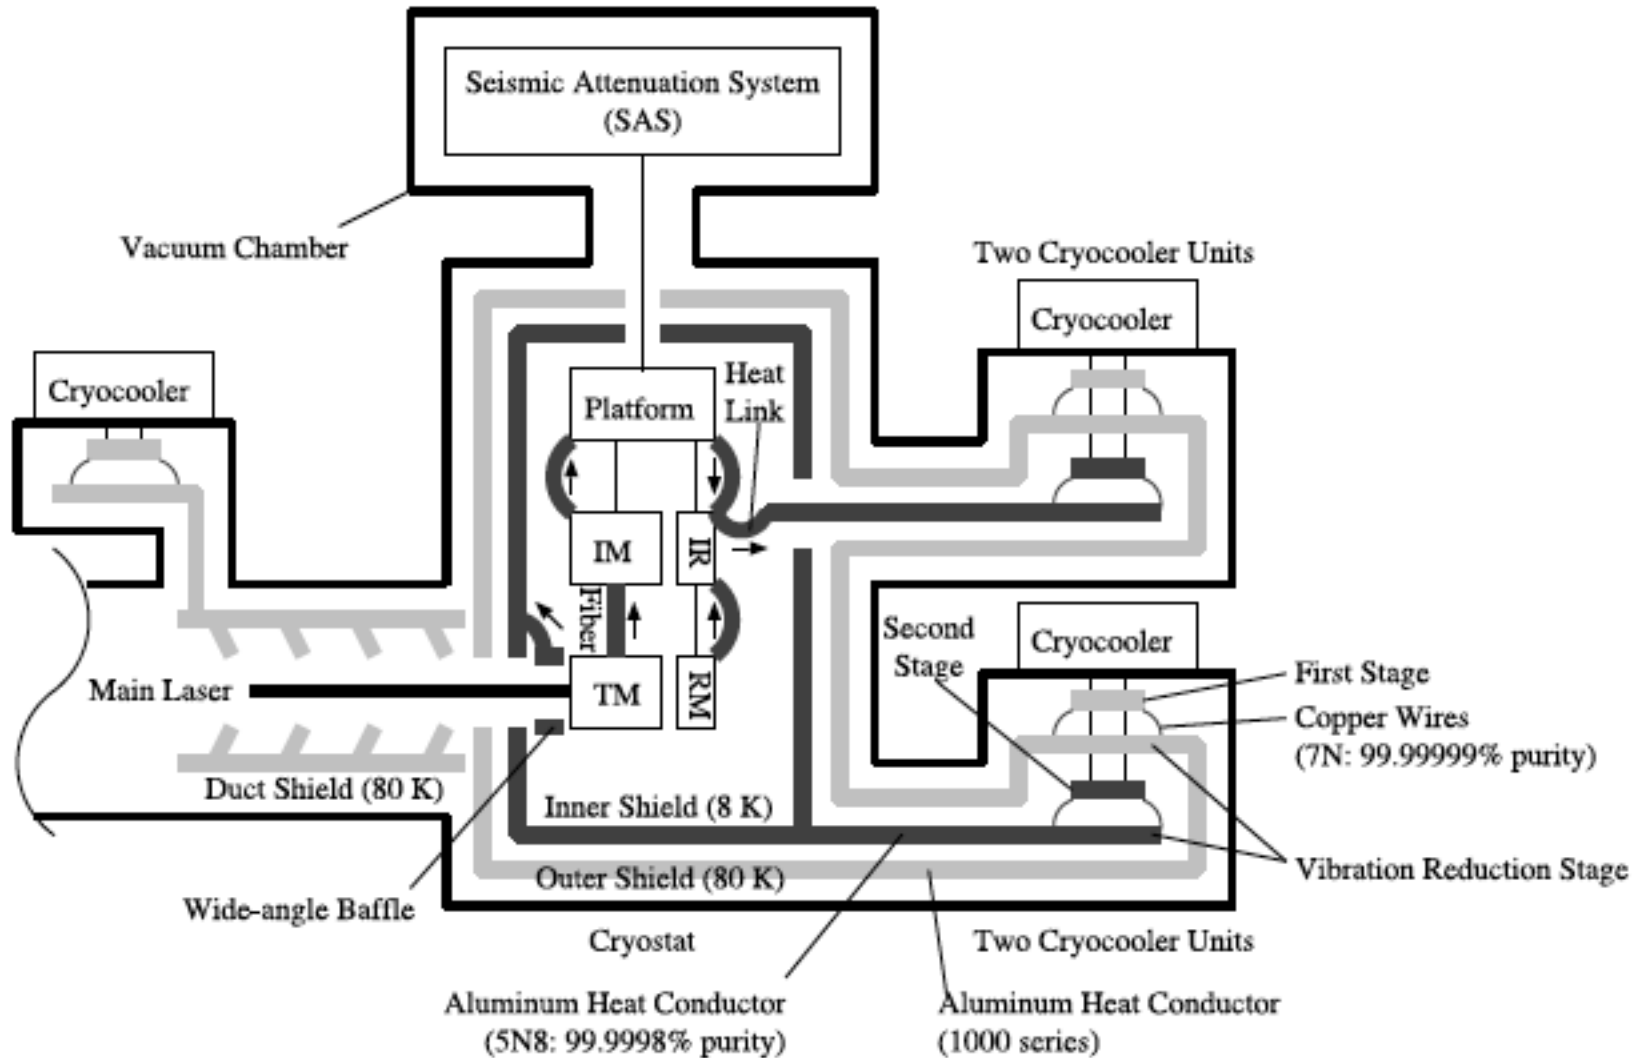 Seismic Attenuation System
(SAS)
Vacuum Chamber
Two Cryocooler Units
Cryocooler
Cryocooler
Heat
Link
Platform
IM
IR
Fiber
Second
Stage
Cryocooler
First Stage
Main Laser
TM
RM
Copper Wires
(7N: 99.99999% purity)
Duct Shield (80 K)
Inner Shield (8 K)
Outer Shield (80 K)
Vibration Reduction Stage
Wide-angle Baffle
Cryostat
Two Cryocooler Units
Aluminum Heat Conductor
(5N8: 99.9998% purity)
Aluminum Heat Conductor
(1000 series)